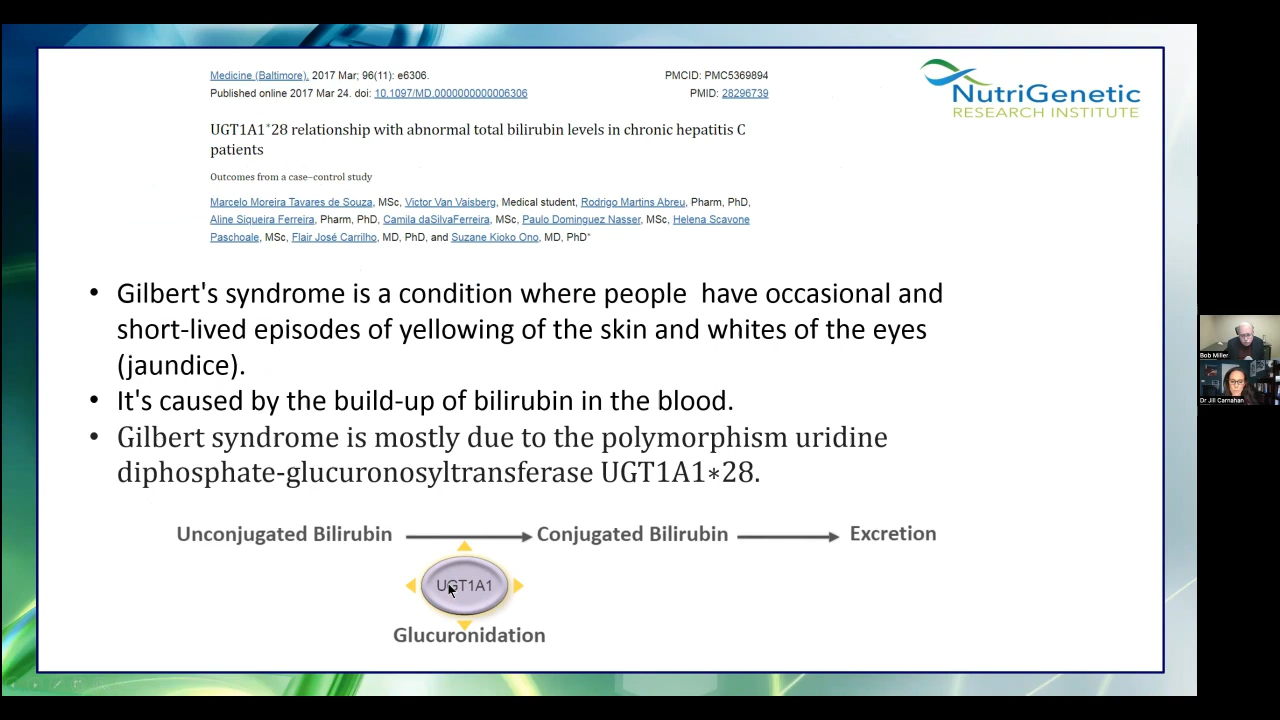 Medicine (Baltimore). 2017 Mar; 96(11): e6306.
PMCID: PMC5369894
Published online 2017 Mar 24. doi: 10.1097/MD.0000000000006306
PMID: 28296739
NutriGenetic
RESEARCH INSTITUTE
UGT1A1*28 relationship with abnormal total bilirubin levels in chronic hepatitis C
patients
Outcomes from a case–control study
Marcelo Moreira Tavares de Souza, MSc, Victor Van Vaisberg, Medical student, Rodrigo Martins Abreu, Pharm, PhD,
Aline Siqueira Ferreira, Pharm, PhD, Camila daSilvaFerreira, MSc, Paulo Dominguez Nasser, MSc, Helena Scavone
Paschoale, MSc, Flair José Carrilho, MD, PhD, and Suzane Kioko Ono, MD, PhD*
• Gilbert's syndrome is a condition where people  have occasional and
short-lived episodes of yellowing of the skin and whites of the eyes
(jaundice).
• It's caused by the build-up of bilirubin in the blood.
• Gilbert syndrome is mostly due to the polymorphism uridine
diphosphate-glucuronosyltransferase UGT1A1∗28.
Unconjugated Bilirubin
Conjugated Bilirubin
Excretion
UGT1A1
Glucuronidation
Bob Miller
Dr Jill Carnahan